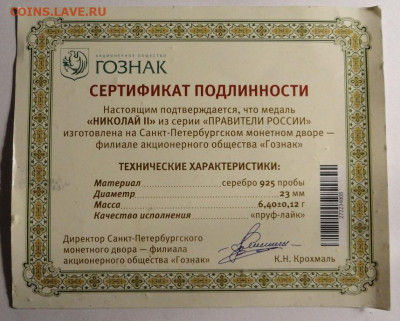 COINS.LAVE.RU
АКЦИОНЕРНОЕ ОБЩЕСТВО
ГОЗНАК
СЕРТИФИКАТ ПОДЛИННОСТИ
Настоящим подтверждается, что медаль
«НИКОЛАЙ II» из серии «ПРАВИТЕЛИ РОССИИ»
изготовлена на Санкт-Петербургском монетном дворе –
филиале акционерного общества «Гознак»
ТЕХНИЧЕСКИЕ ХАРАКТЕРИСТИКИ:
Материал серебро 925 пробы
Диаметр 23 мм
Масса 6,40±0,12 г
Качество исполнения «пруф-лайк»
Директор Санкт-Петербургского
монетного двора – филиала
акционерного общества «Гознак» К.Н. Крохмаль